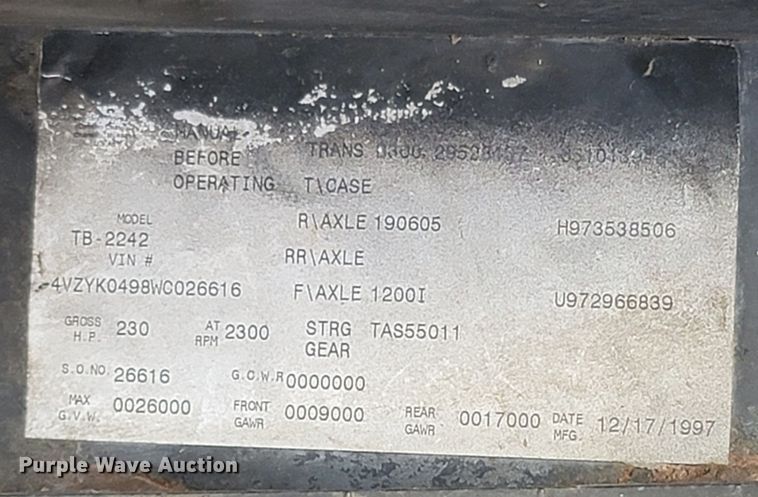 MANUAL
BEFORE TRANS
OPERATING T\CASE
MODEL R\AXLE 190605 H973538506
TB-2242
VIN # RR\AXLE
4VZYK0498WC026616 F\AXLE 1200I U972966839
GROSS H.P. 230 AT RPM 2300 STRG GEAR TAS55011
S.O.NO. 26616 G.C.W.R 0000000
MAX G.V.W. 0026000 FRONT GAWR 0009000 REAR GAWR 0017000 DATE MFG 12/17/1997
Purple Wave Auction